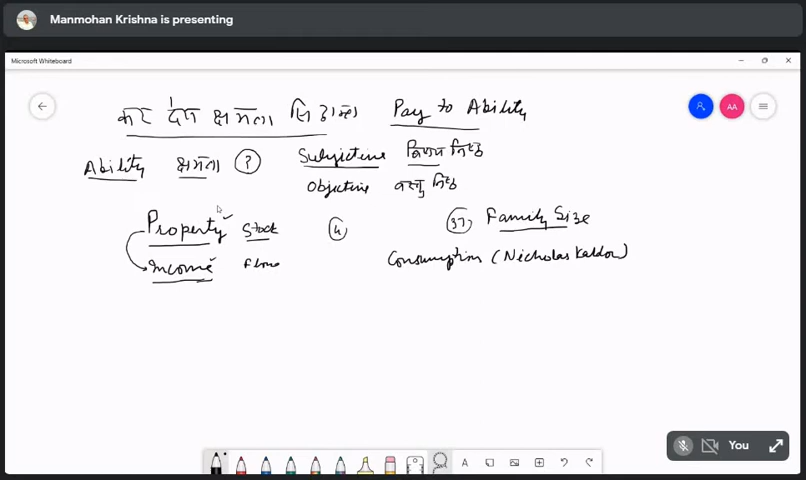 Manmohan Krishna is presenting
Microsoft Whiteboard
कर देय क्षमता सिद्धान्त Pay to Ability
Ability क्षमता ? Subjective विषय निष्ठ
Objective वस्तु निष्ठ
Property Stock Family Size
Income Flow Consumption (Nicholas Kaldor)
AA
You